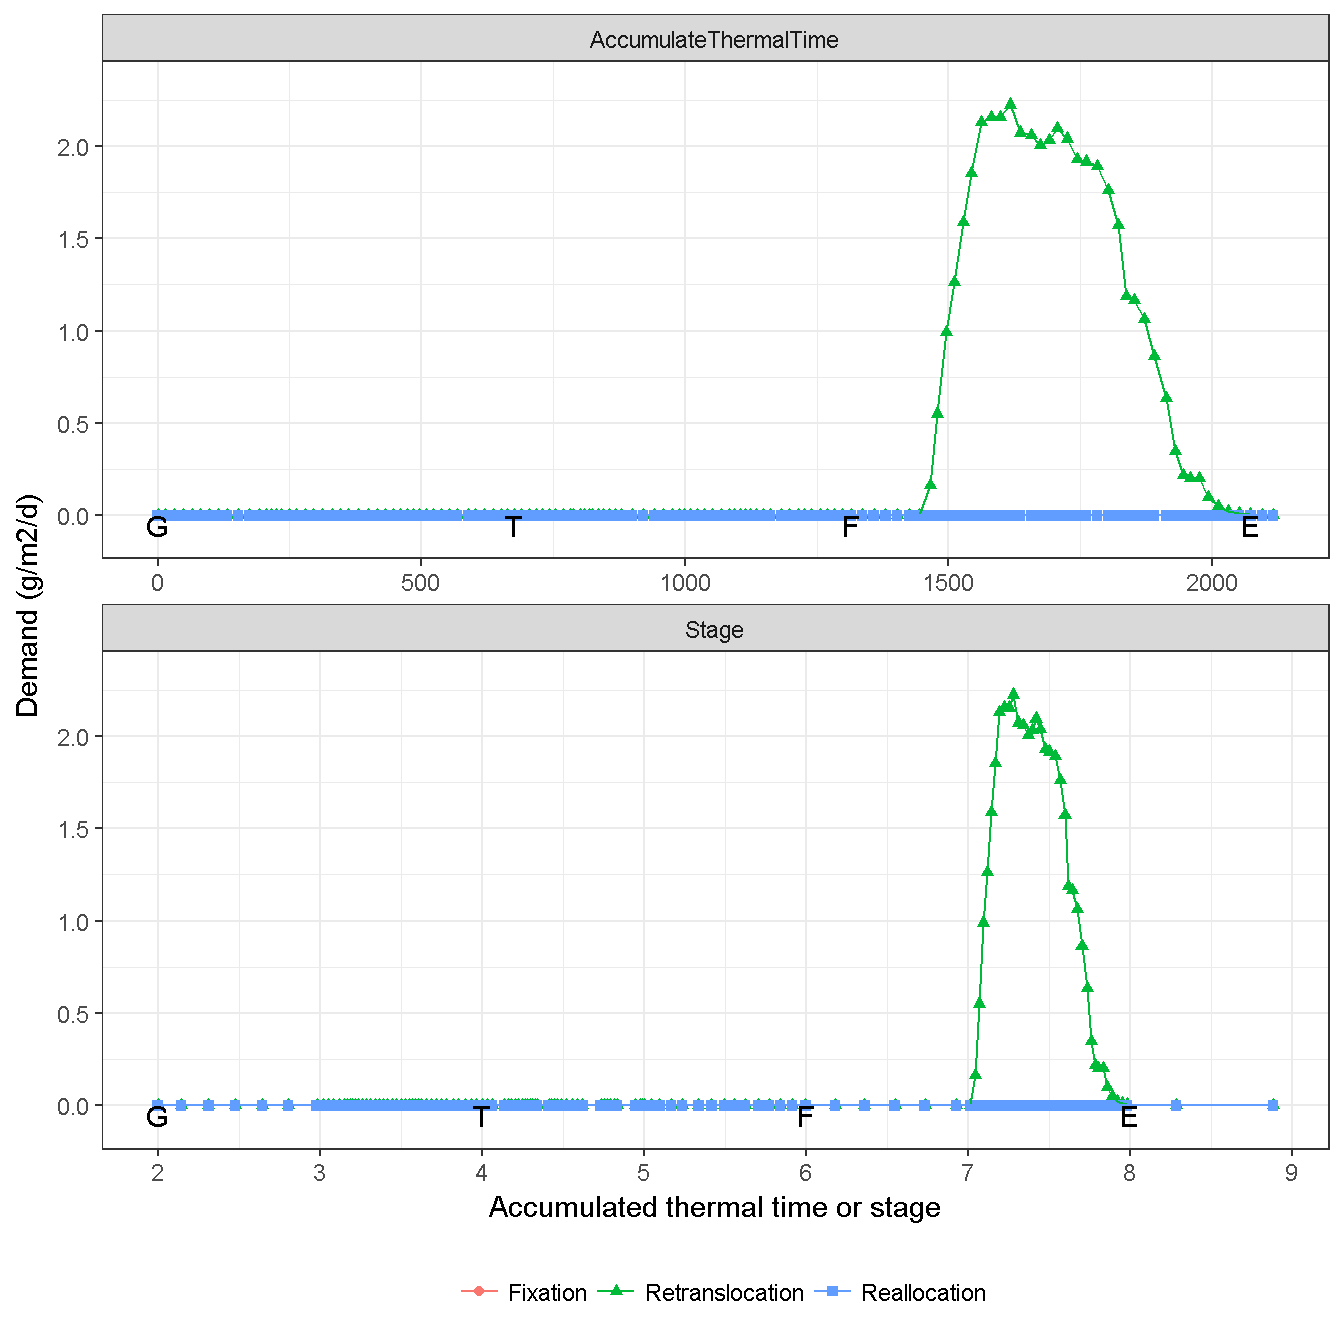 AccumulateThermalTime
2.0
1.5
1.0
0.5
0.0
G T F E
0 500 1000 1500 2000
Demand (g/m2/d)
Stage
2.0
1.5
1.0
0.5
0.0
G T F E
2 3 4 5 6 7 8 9
Accumulated thermal time or stage
Fixation Retranslocation Reallocation